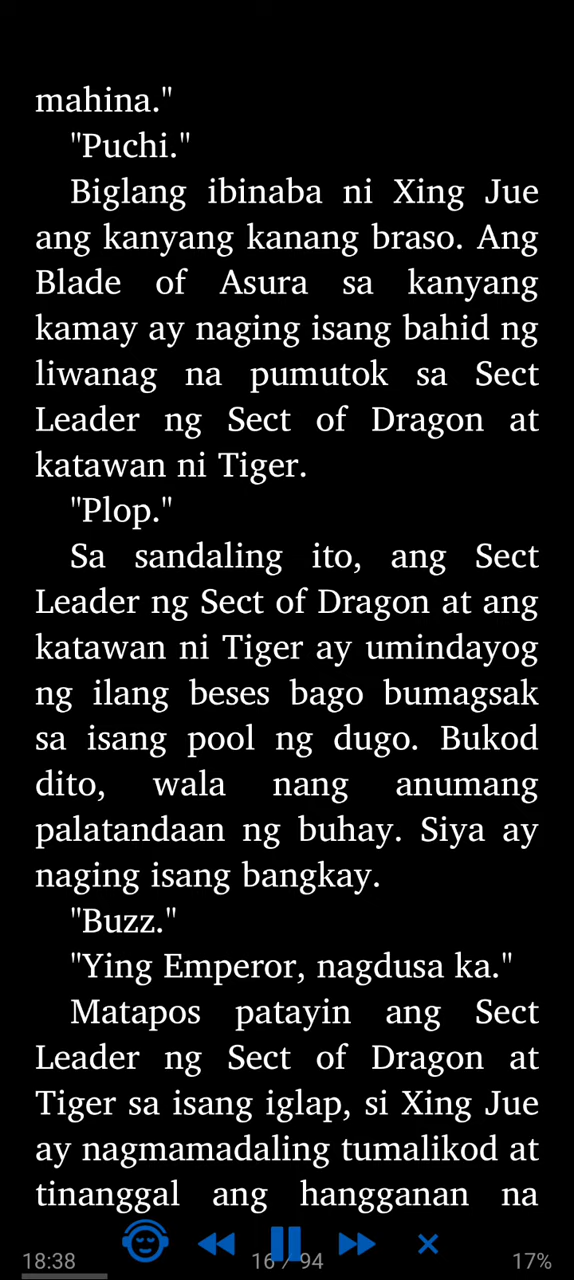 mahina."
"Puchi."
Biglang ibinaba ni Xing Jue
ang kanyang kanang braso. Ang
Blade of Asura sa kanyang
kamay ay naging isang bahid ng
liwanag na pumutok sa Sect
Leader ng Sect of Dragon at
katawan ni Tiger.
"Plop."
Sa sandaling ito, ang Sect
Leader ng Sect of Dragon at ang
katawan ni Tiger ay umindayog
ng ilang beses bago bumagsak
sa isang pool ng dugo. Bukod
dito, wala nang anumang
palatandaan ng buhay. Siya ay
naging isang bangkay.
"Buzz."
"Ying Emperor, nagdusa ka."
Matapos patayin ang Sect
Leader ng Sect of Dragon at
Tiger sa isang iglap, si Xing Jue
ay nagmamadaling tumalikod at
tinanggal ang hangganan na
18:38 16 / 94 17%